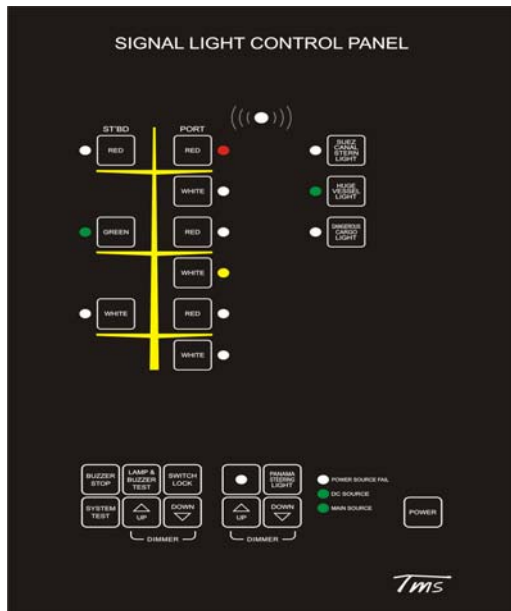 SIGNAL LIGHT CONTROL PANEL
ST'BD
PORT
RED
RED
SUEZ
CANAL
STERN
LIGHT
WHITE
HUGE
VESSEL
LIGHT
GREEN
RED
DANGEROUS
CARGO
LIGHT
WHITE
WHITE
RED
WHITE
BUZZER
STOP
LAMP &
BUZZER
TEST
SWITCH
LOCK
PANAMA
STEERING
LIGHT
POWER SOURCE FAIL
DC SOURCE
MAIN SOURCE
SYSTEM
TEST
UP
DOWN
UP
DOWN
POWER
DIMMER
DIMMER
Tms